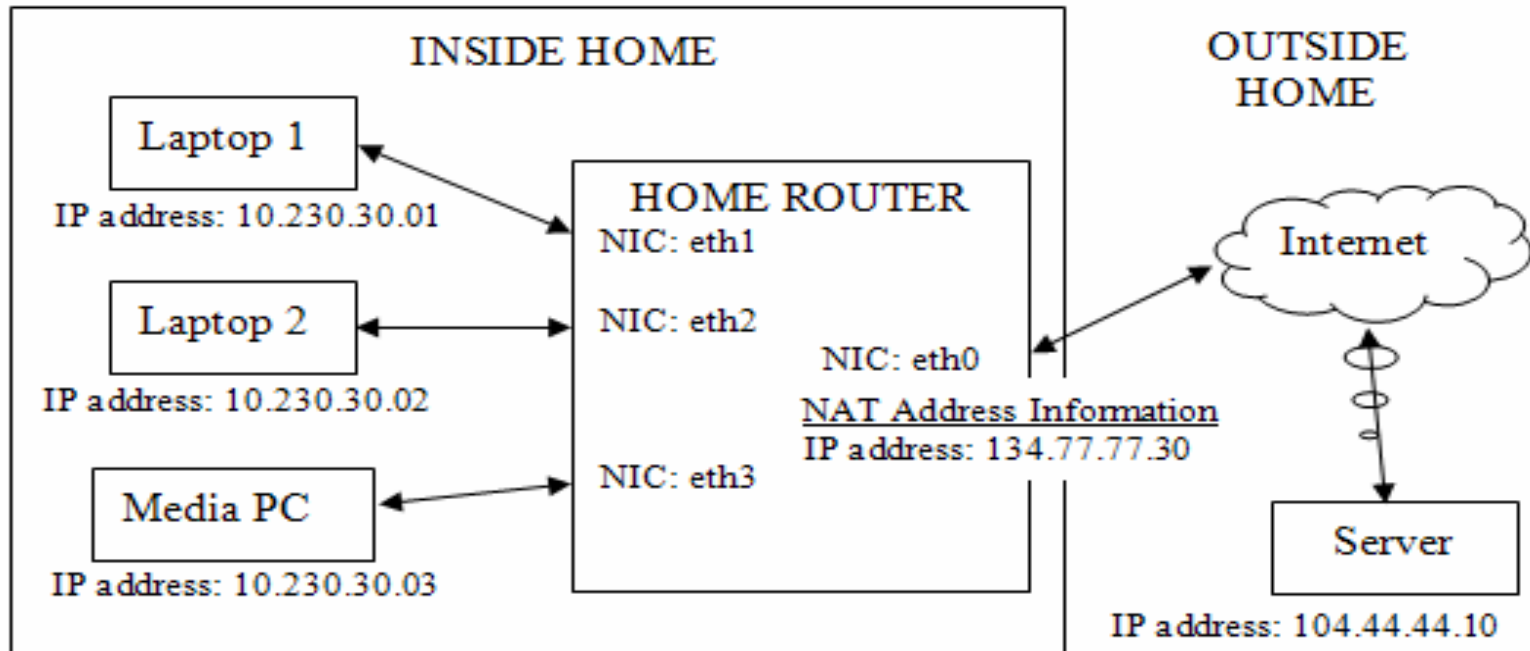 INSIDE HOME
OUTSIDE
HOME
Laptop 1
IP address: 10.230.30.01
HOME ROUTER
NIC: eth1
Internet
Laptop 2
IP address: 10.230.30.02
NIC: eth2
NIC: eth0
NAT Address Information
IP address: 134.77.77.30
Media PC
IP address: 10.230.30.03
NIC: eth3
Server
IP address: 104.44.44.10